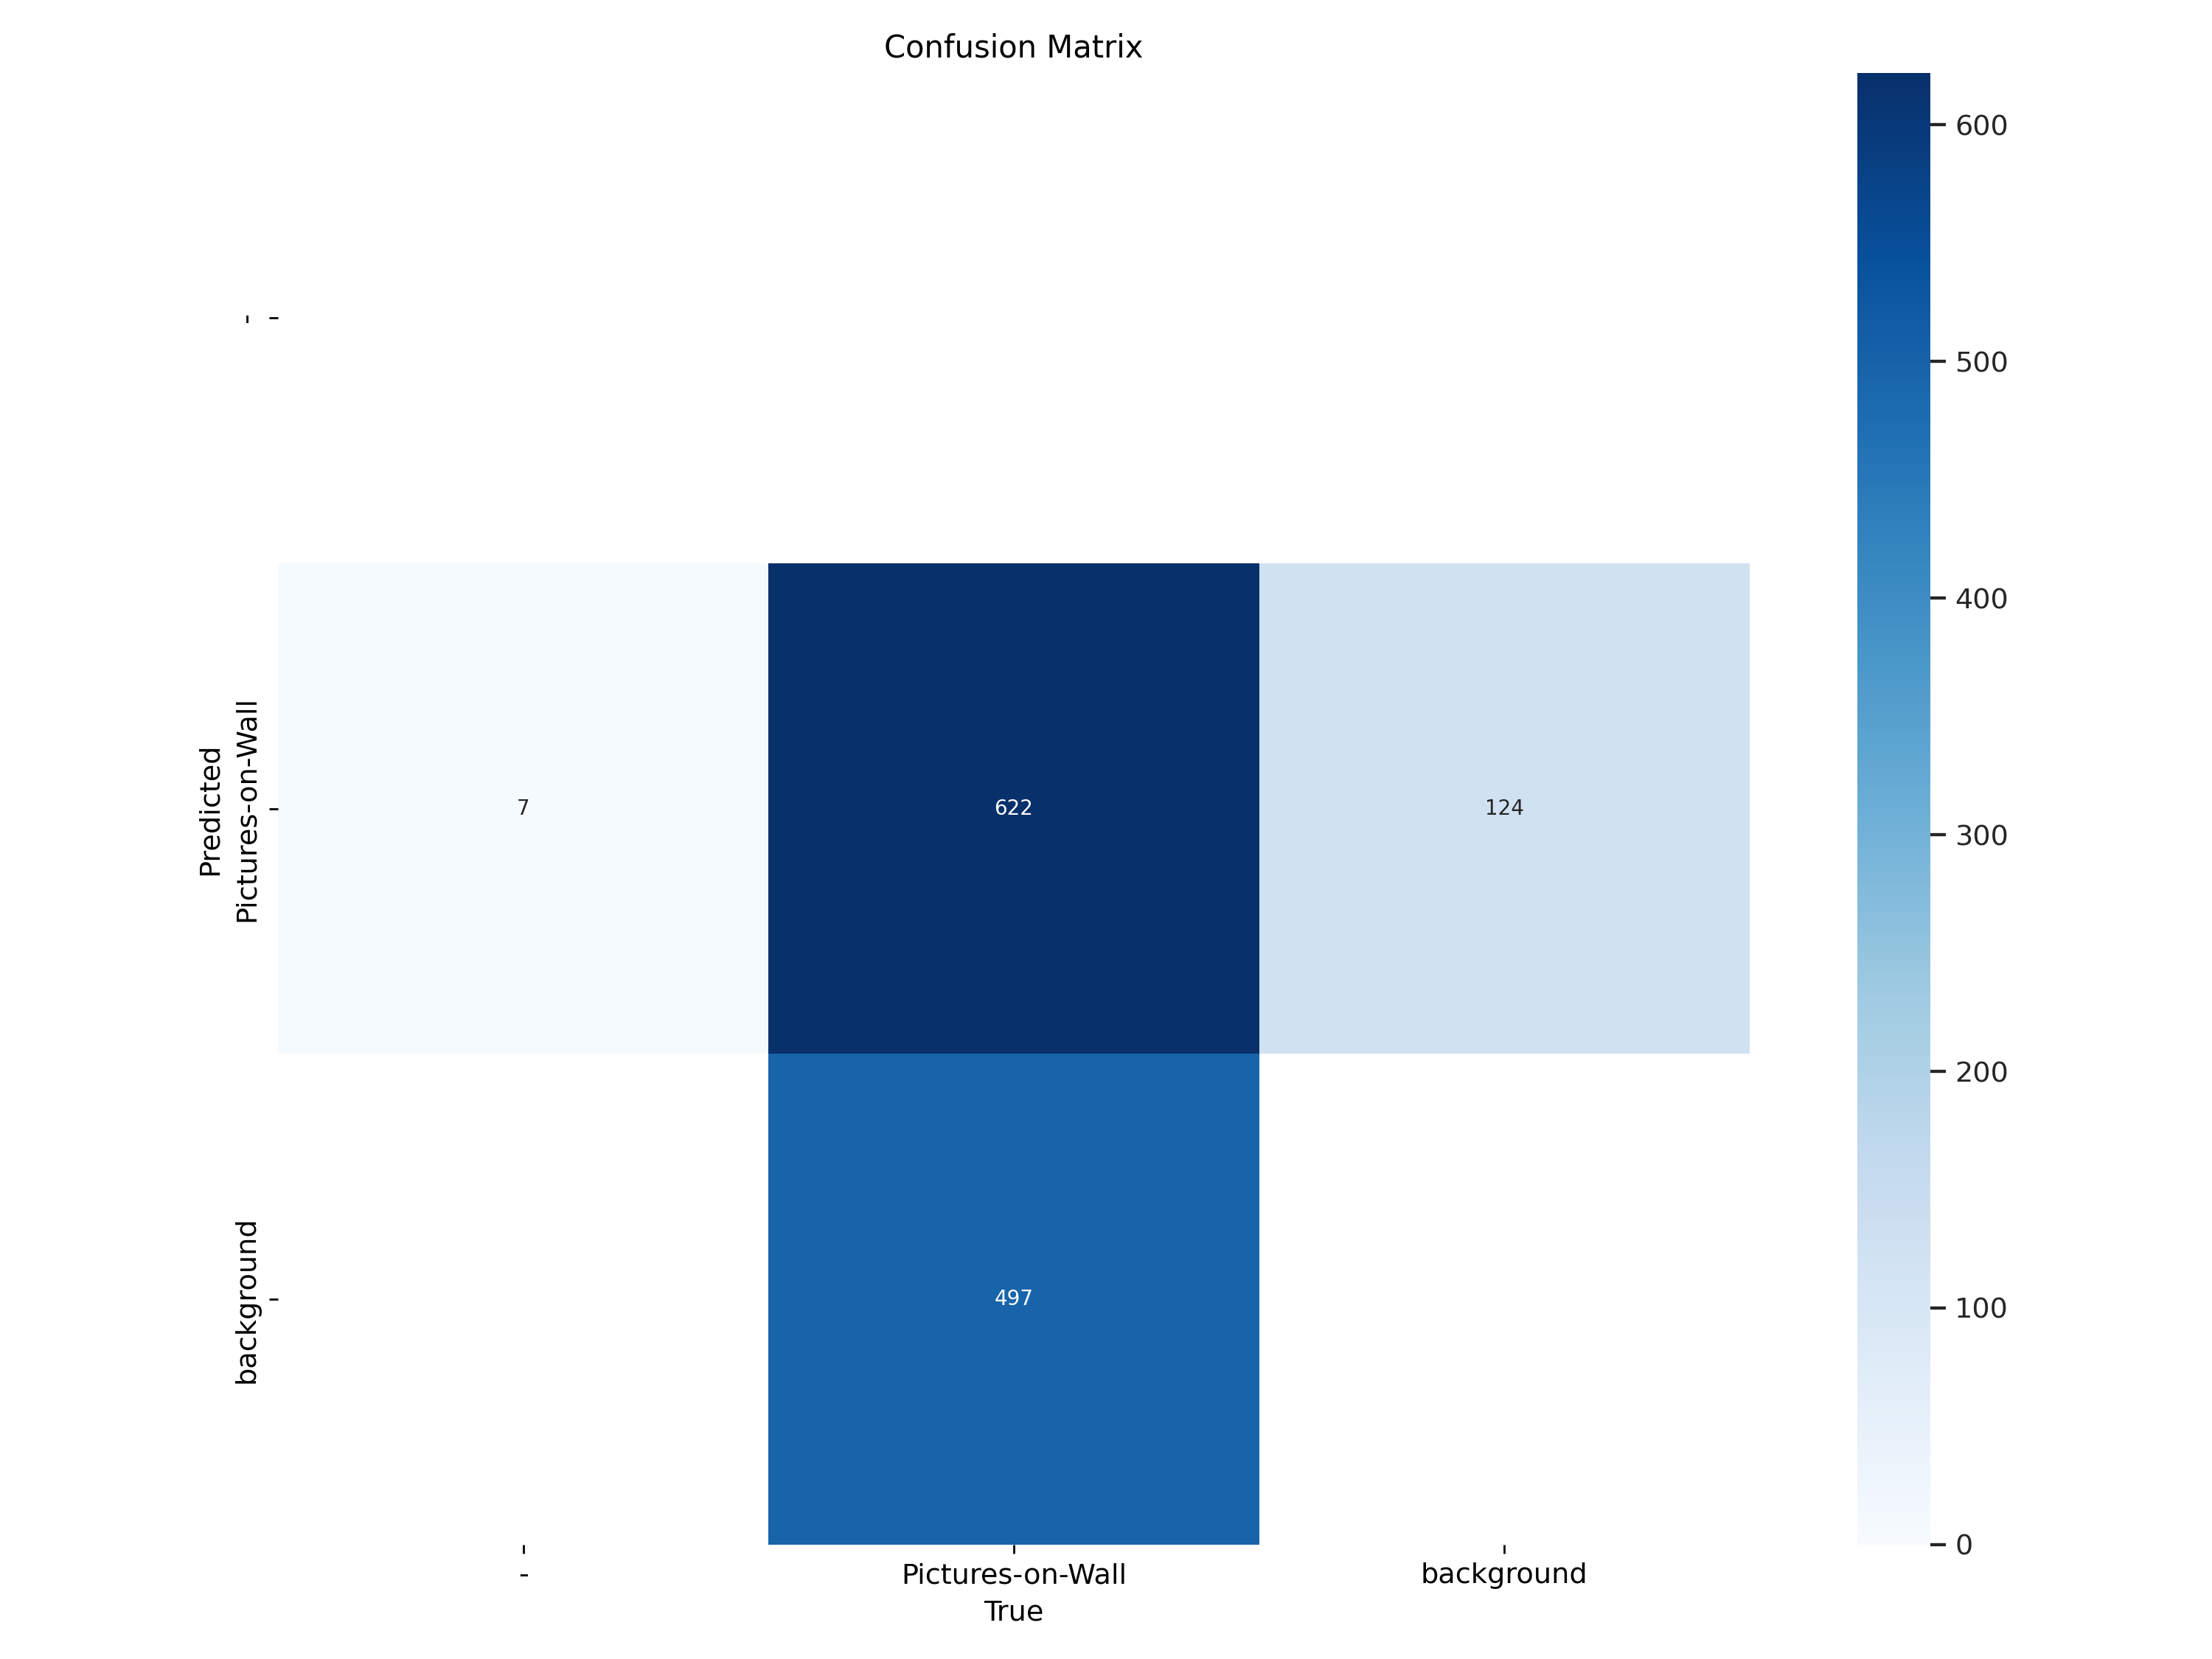 Confusion Matrix
600
500
400
300
200
100
0
Predicted
-
Pictures-on-Wall
background
7 622 124
497
- Pictures-on-Wall background
True